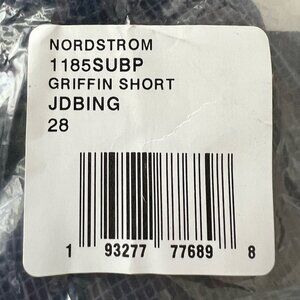 NORDSTROM
1185SUBP
GRIFFIN SHORT
JDBING
28
1 93277 77689 8